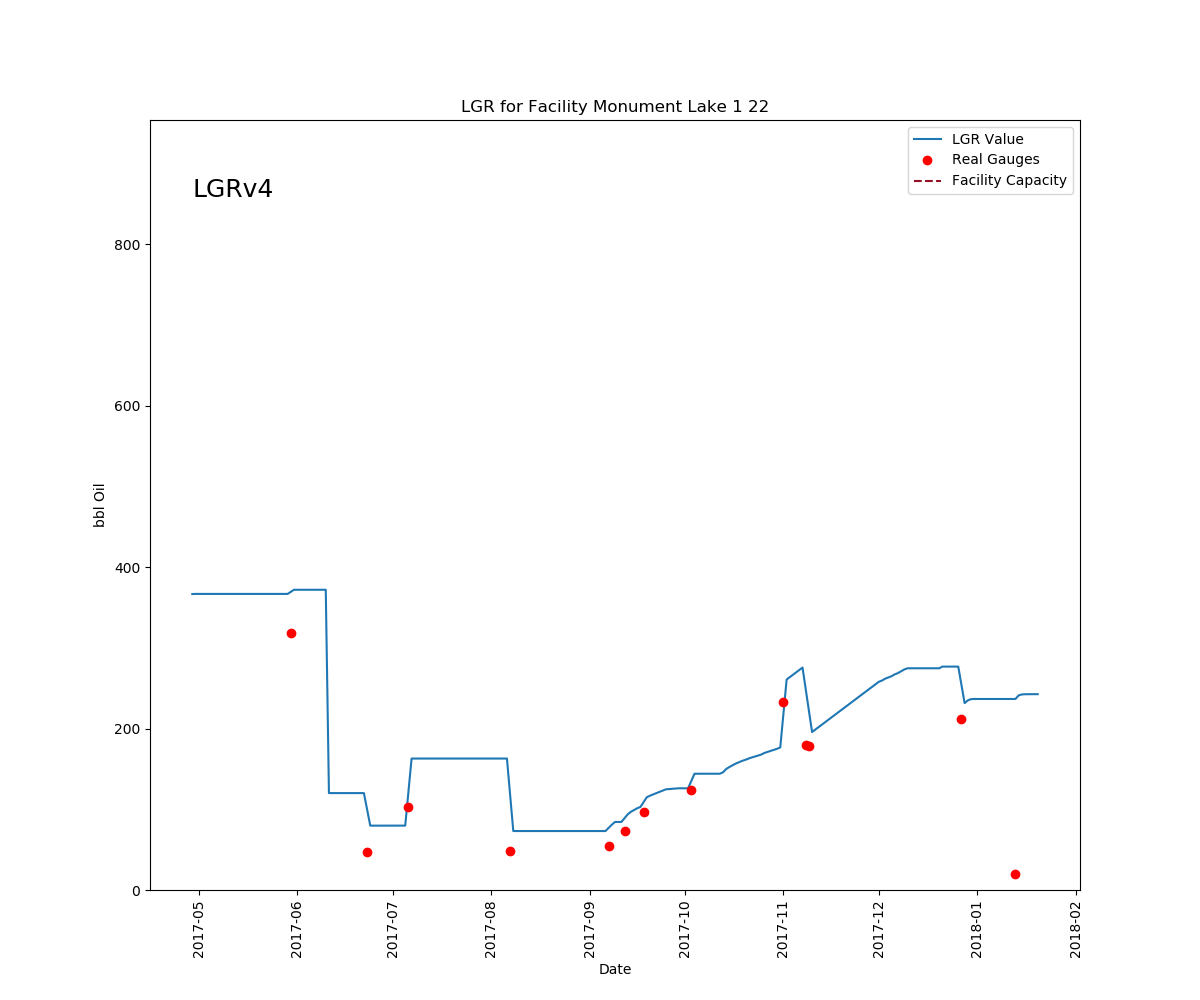 LGR for Facility Monument Lake 1 22
LGRv4
LGR Value
Real Gauges
Facility Capacity
bbl Oil
800
600
400
200
0
2017-05
2017-06
2017-07
2017-08
2017-09
2017-10
2017-11
2017-12
2018-01
2018-02
Date